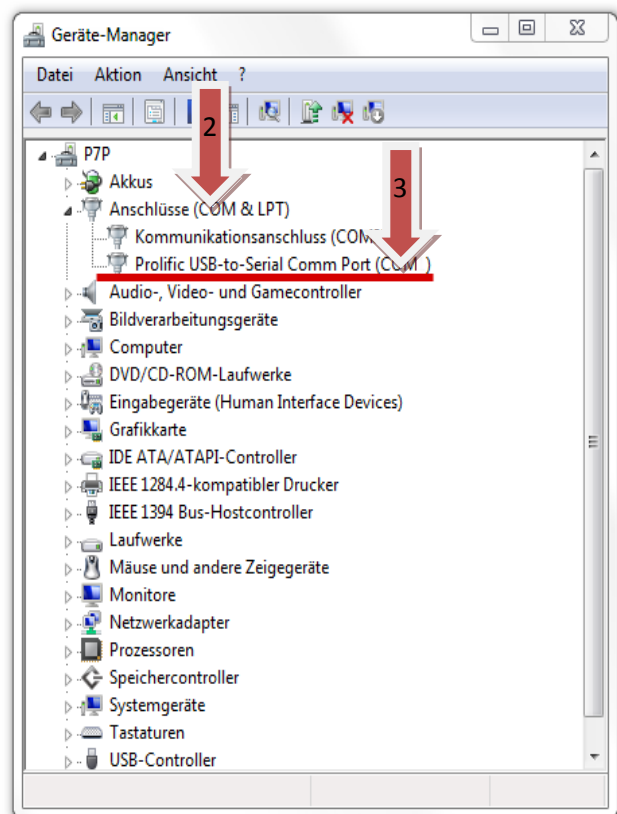 Geräte-Manager
Datei Aktion Ansicht ?
2
3
P7P
Akkus
Anschlüsse (COM & LPT)
Kommunikationsanschluss (COM
Prolific USB-to-Serial Comm Port (COM )
Audio-, Video- und Gamecontroller
Bildverarbeitungsgeräte
Computer
DVD/CD-ROM-Laufwerke
Eingabegeräte (Human Interface Devices)
Grafikkarte
IDE ATA/ATAPI-Controller
IEEE 1284.4-kompatibler Drucker
IEEE 1394 Bus-Hostcontroller
Laufwerke
Mäuse und andere Zeigegeräte
Monitore
Netzwerkadapter
Prozessoren
Speichercontroller
Systemgeräte
Tastaturen
USB-Controller